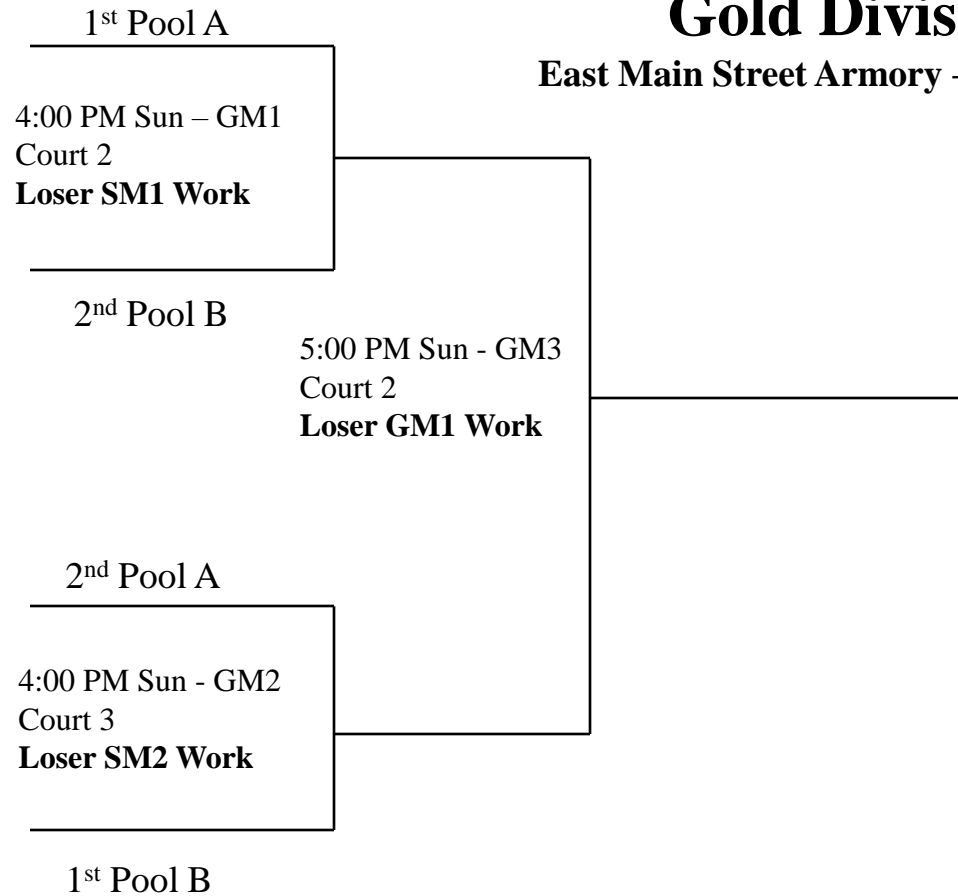 1st Pool A
Gold Divis
East Main Street Armory -
4:00 PM Sun – GM1
Court 2
Loser SM1 Work
2nd Pool B
5:00 PM Sun - GM3
Court 2
Loser GM1 Work
2nd Pool A
4:00 PM Sun - GM2
Court 3
Loser SM2 Work
1st Pool B